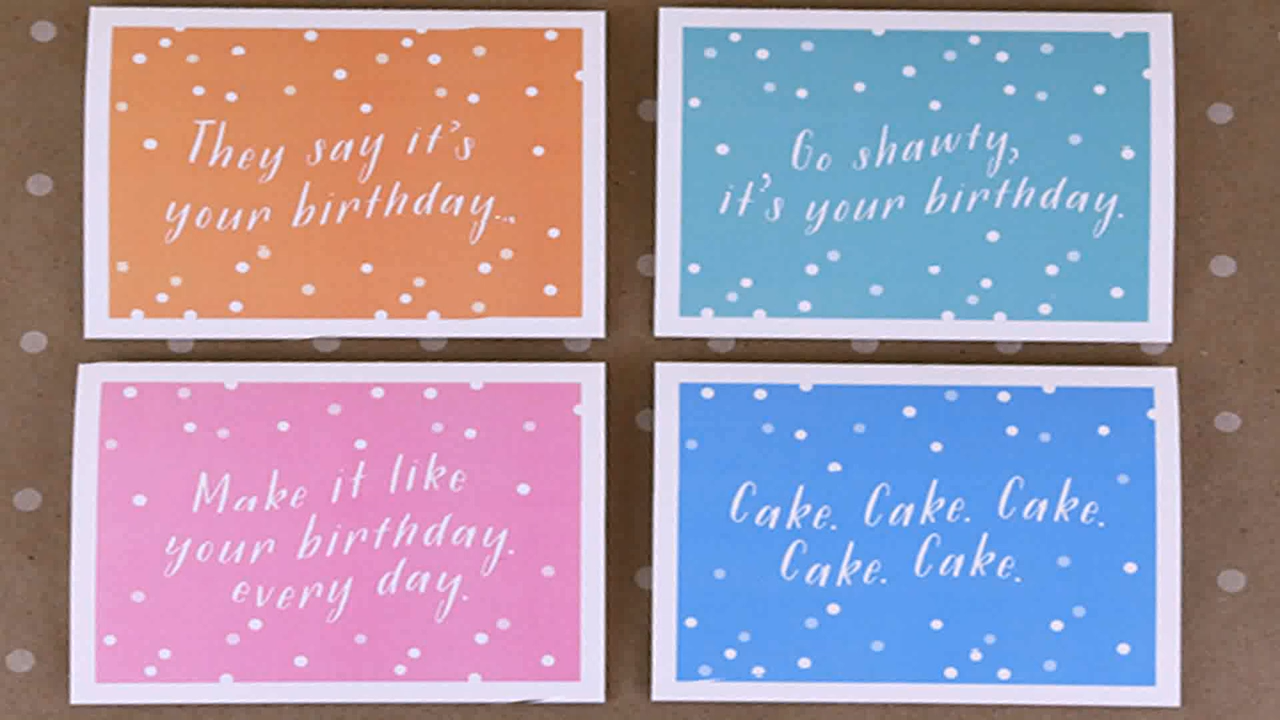 They say it's
your birthday...
Go shawty,
it's your birthday.
Make it like
your birthday.
every day.
Cake. Cake. Cake.
Cake. Cake.